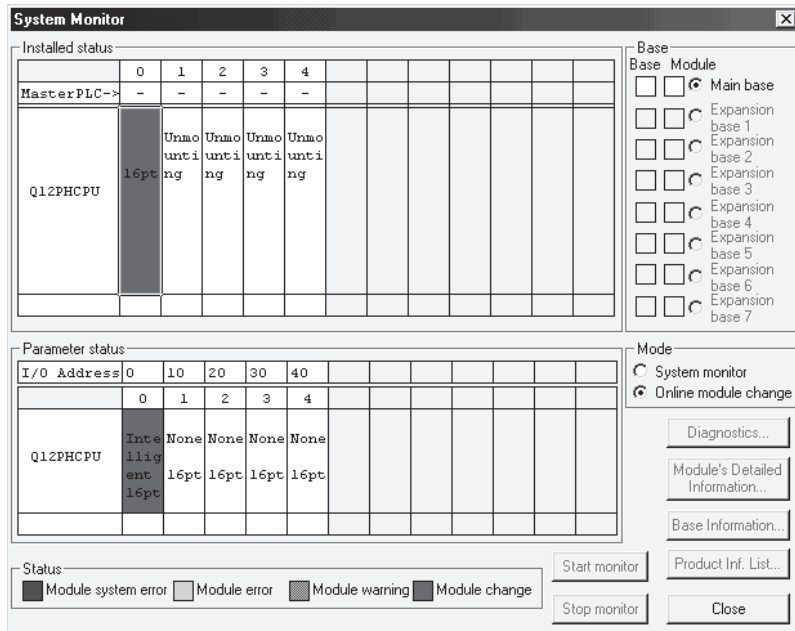 System Monitor
Installed status
0 1 2 3 4
MasterPLC-> - - - - -
Q12PHCPU
16pt
Unmo Unmo Unmo Unmo
unti unti unti unti
ng ng ng ng
Base
Base Module
Main base
Expansion
base 1
Expansion
base 2
Expansion
base 3
Expansion
base 4
Expansion
base 5
Expansion
base 6
Expansion
base 7
Parameter status
I/O Address 0 10 20 30 40
0 1 2 3 4
Q12PHCPU
Inte
llig
ent
16pt
None None None None
16pt 16pt 16pt 16pt
Mode
System monitor
Online module change
Diagnostics...
Module's Detailed
Information...
Base Information...
Product Inf. List...
Close
Status
Module system error Module error Module warning Module change
Start monitor
Stop monitor